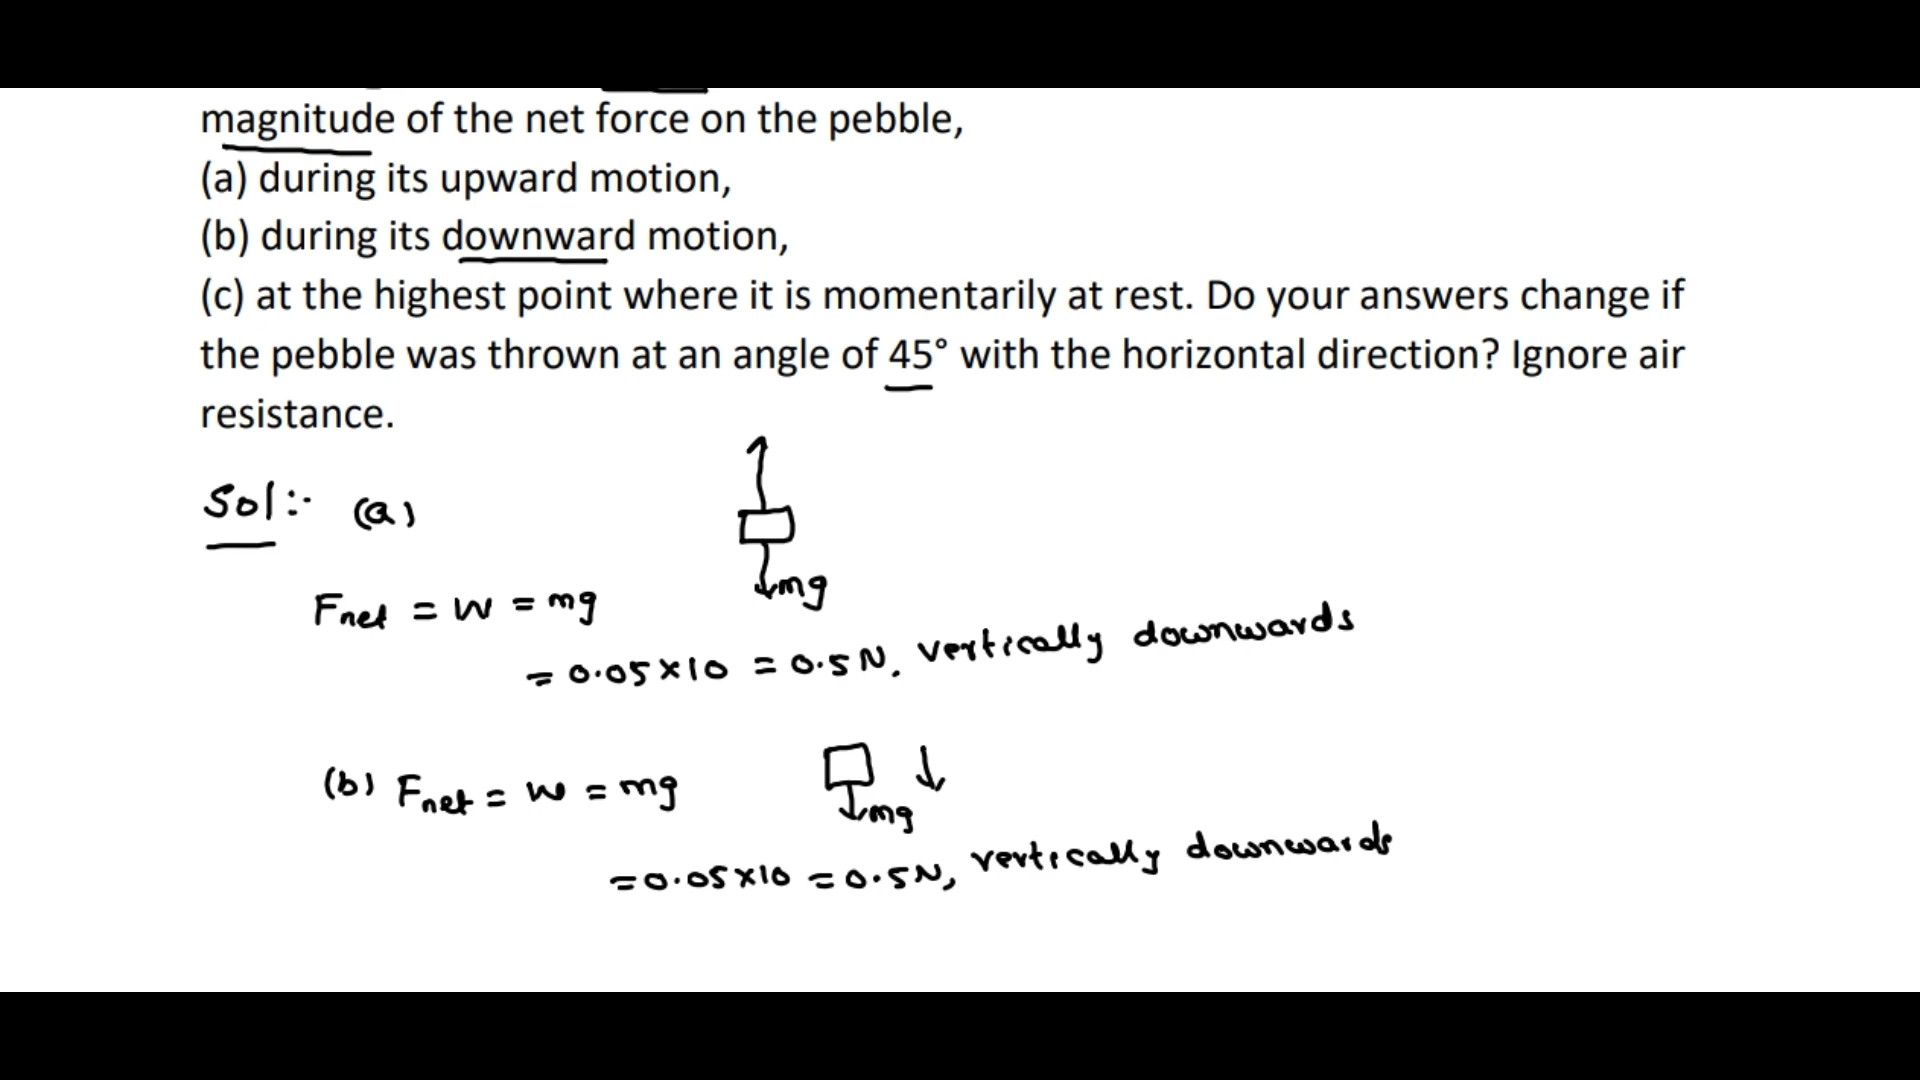 magnitude of the net force on the pebble,
(a) during its upward motion,
(b) during its downward motion,
(c) at the highest point where it is momentarily at rest. Do your answers change if
the pebble was thrown at an angle of 45° with the horizontal direction? Ignore air
resistance.
Sol:- (a)
mg
Fnet = W = mg
= 0.05×10 = 0.5 N. vertically downwards
(b) Fnet = W = mg
mg
= 0.05×10 = 0.5 N, vertically downwards